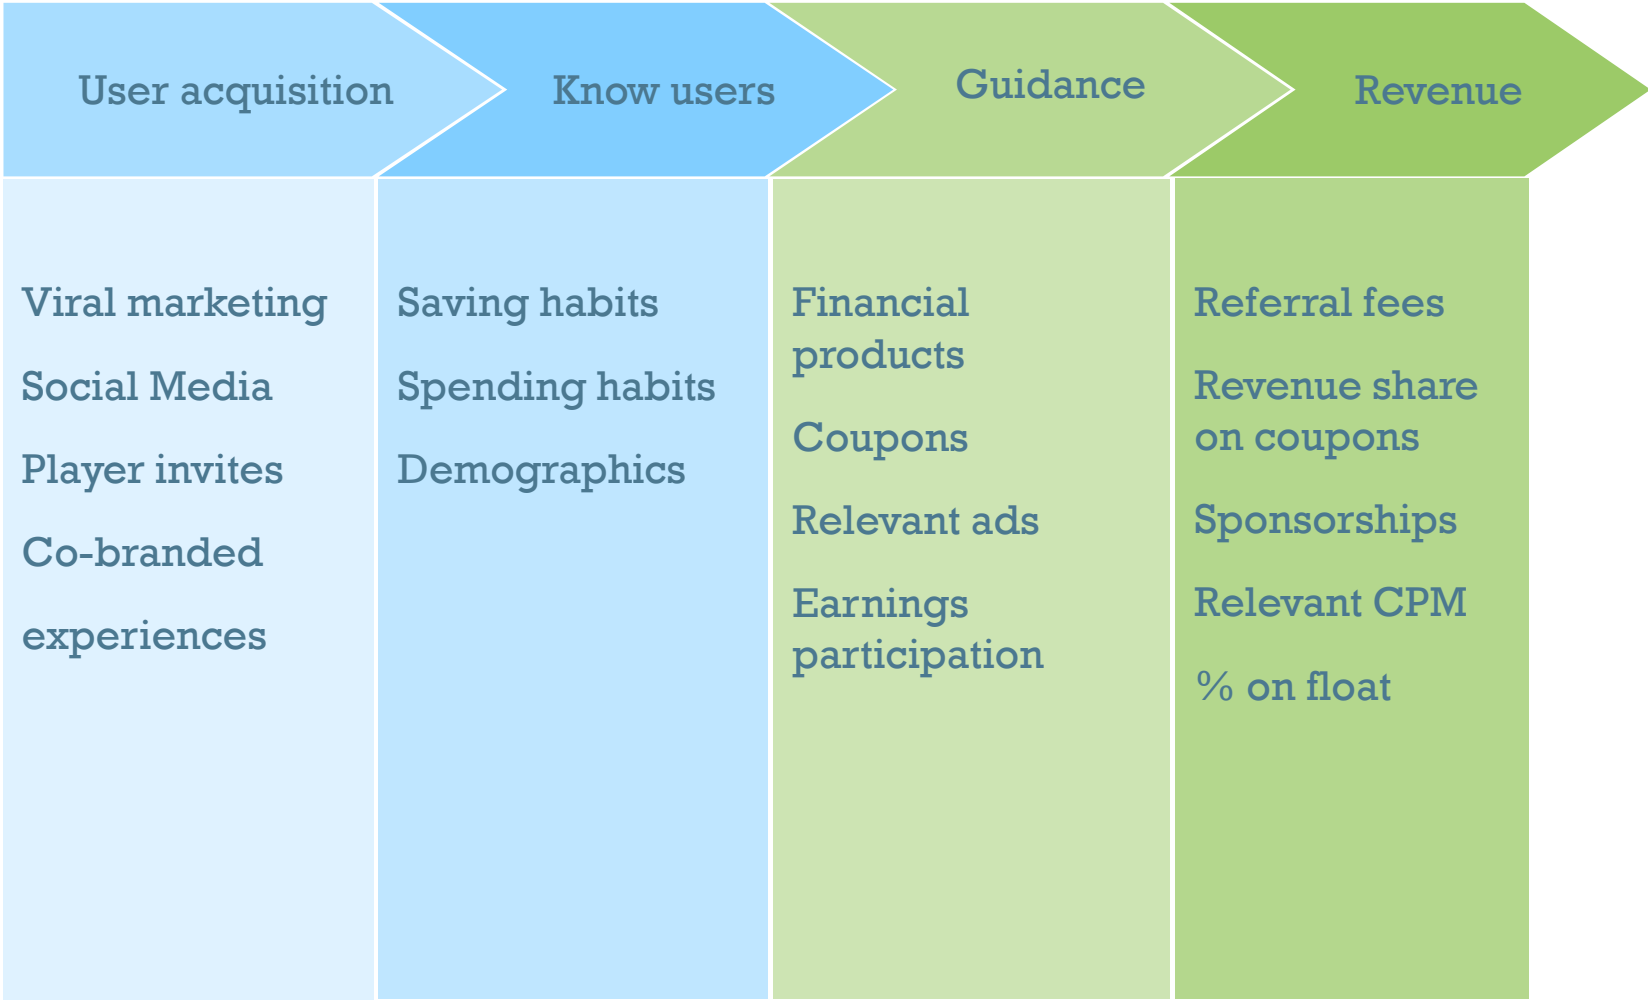 User acquisition
Know users
Guidance
Revenue
Viral marketing
Social Media
Player invites
Co-branded
experiences
Saving habits
Spending habits
Demographics
Financial
products
Coupons
Relevant ads
Earnings
participation
Referral fees
Revenue share
on coupons
Sponsorships
Relevant CPM
% on float